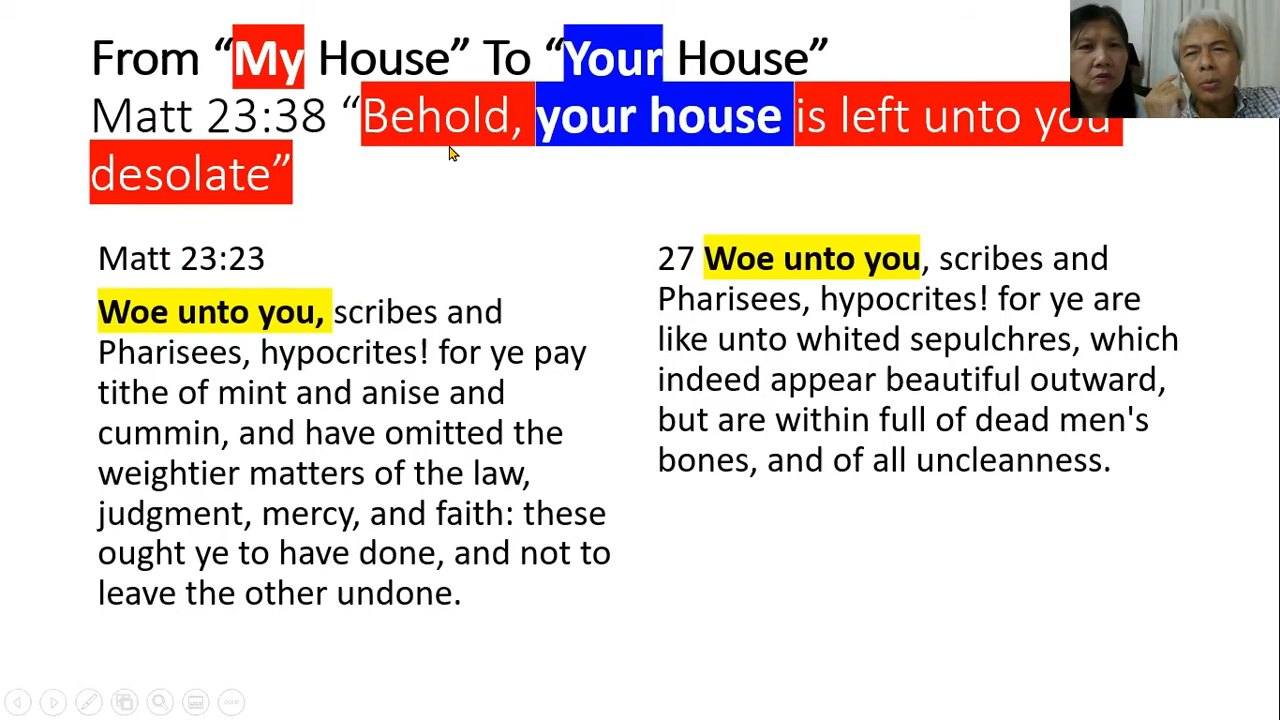 From “My House” To “Your House”
Matt 23:38 “Behold, your house is left unto you
desolate”
Matt 23:23
Woe unto you, scribes and
Pharisees, hypocrites! for ye pay
tithe of mint and anise and
cummin, and have omitted the
weightier matters of the law,
judgment, mercy, and faith: these
ought ye to have done, and not to
leave the other undone.
27 Woe unto you, scribes and
Pharisees, hypocrites! for ye are
like unto whited sepulchres, which
indeed appear beautiful outward,
but are within full of dead men's
bones, and of all uncleanness.